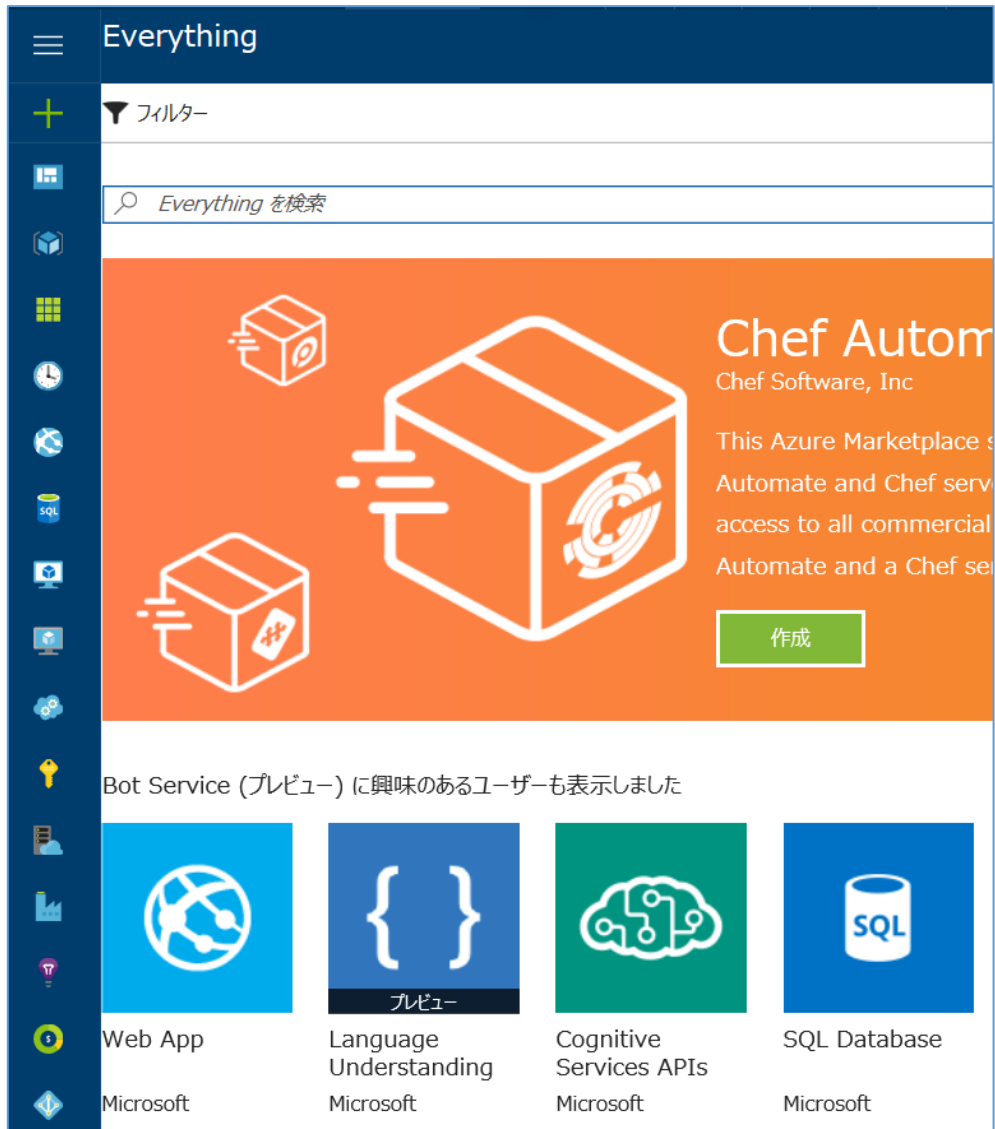 Everything
フィルター
Everything を検索
Chef Autom
Chef Software, Inc
This Azure Marketplace s
Automate and Chef serv
access to all commercial
Automate and a Chef se
作成
Bot Service (プレビュー) に興味のあるユーザーも表示しました
SQL
プレビュー
SQL
Web App
Language
Understanding
Cognitive
Services APIs
SQL Database
Microsoft
Microsoft
Microsoft
Microsoft